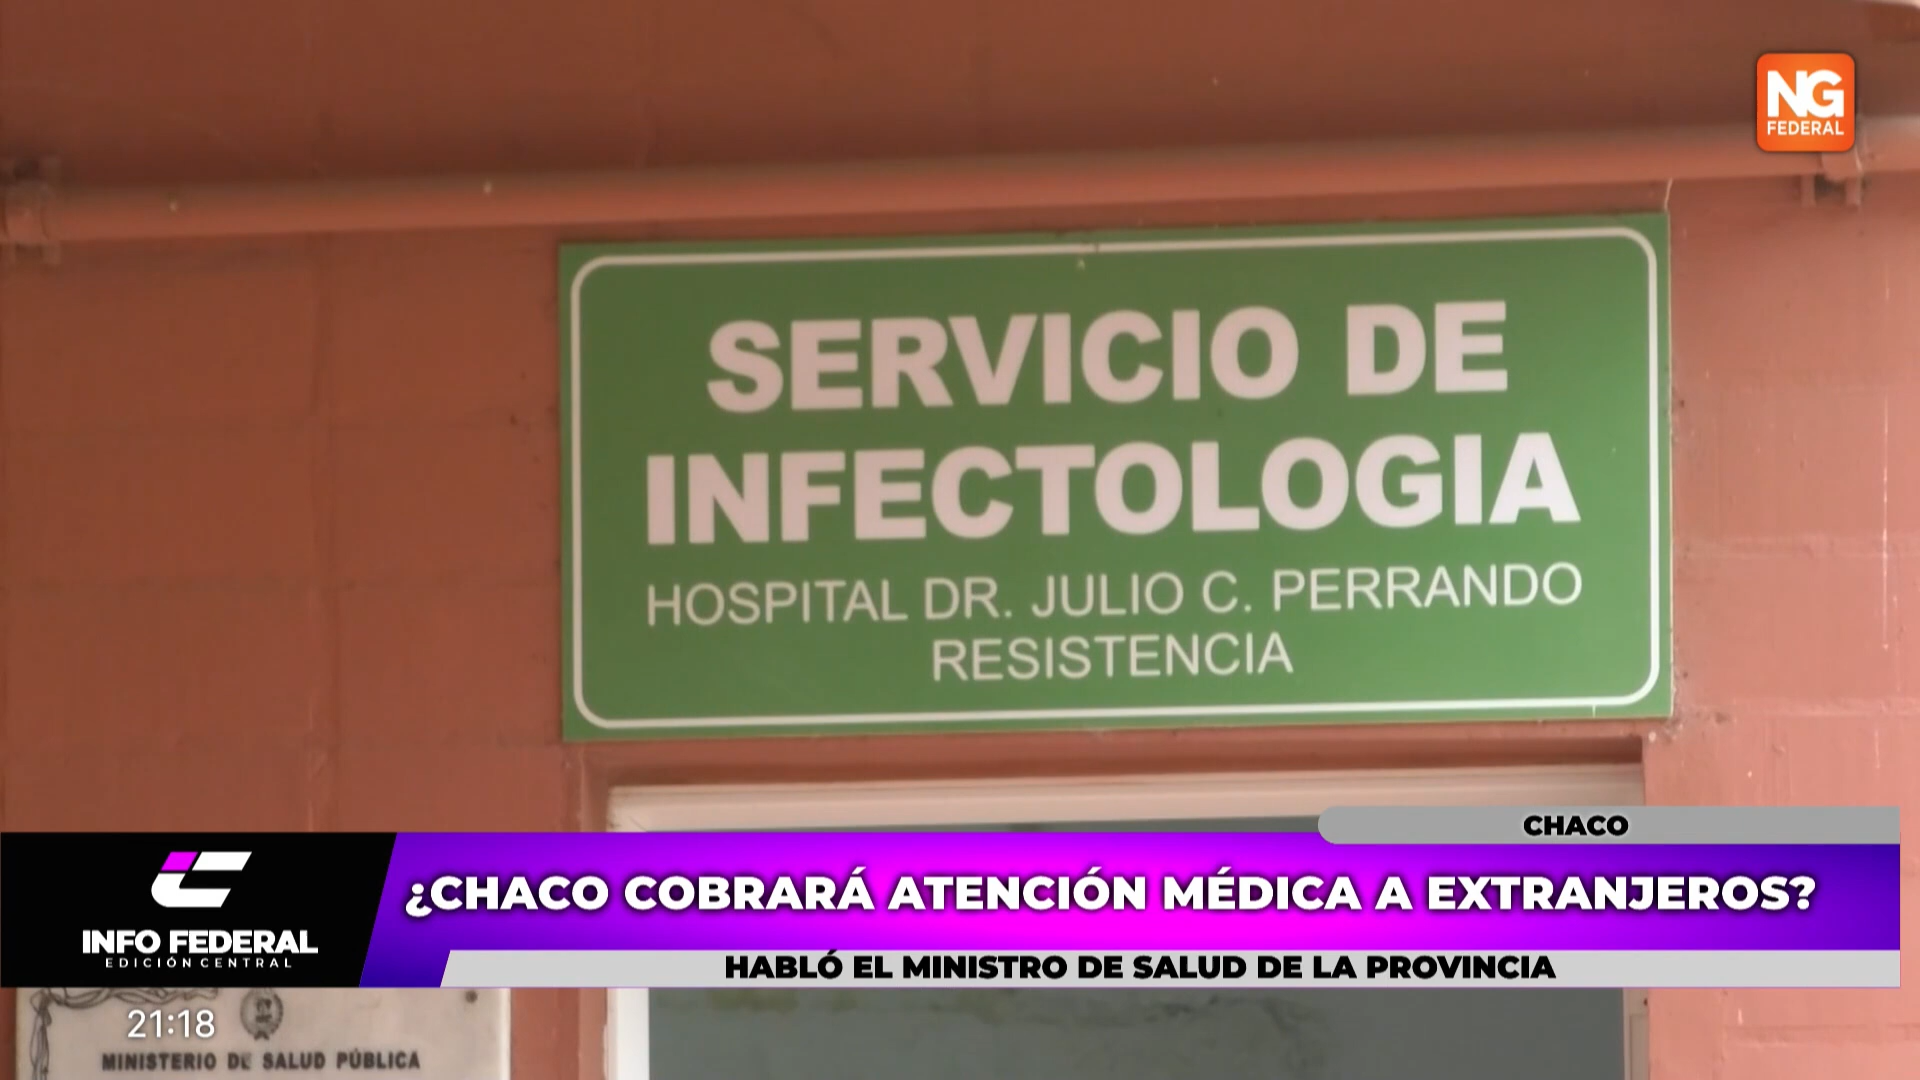 NG
FEDERAL
SERVICIO DE
INFECTOLOGIA
HOSPITAL DR. JULIO C. PERRANDO
RESISTENCIA
CHACO
¿CHACO COBRARÁ ATENCIÓN MÉDICA A EXTRANJEROS?
HABLÓ EL MINISTRO DE SALUD DE LA PROVINCIA
INFO FEDERAL
EDICIÓN CENTRAL
21:18
MINISTERIO DE SALUD PÚBLICA